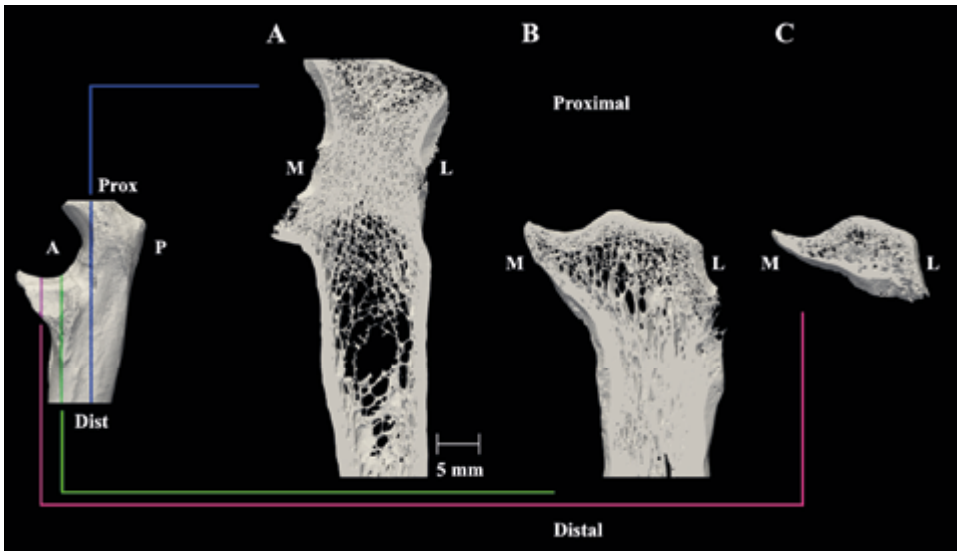 A B C
Proximal
M L
Prox
A P
M L
M L
Dist
5 mm
Distal